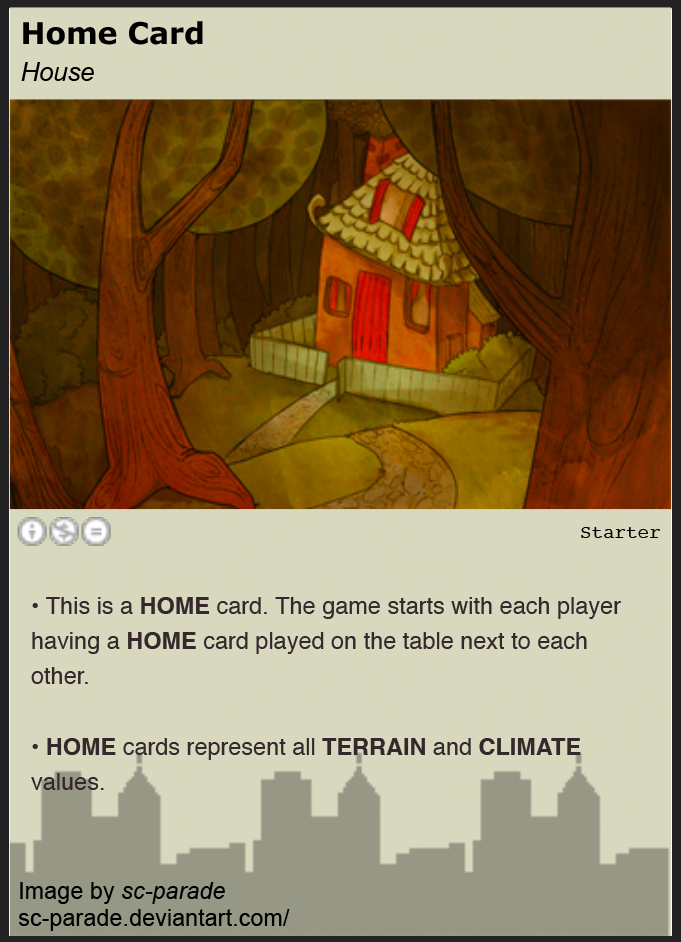 Home Card
House
Starter
• This is a HOME card. The game starts with each player
having a HOME card played on the table next to each
other.
• HOME cards represent all TERRAIN and CLIMATE
values.
Image by sc-parade
sc-parade.deviantart.com/